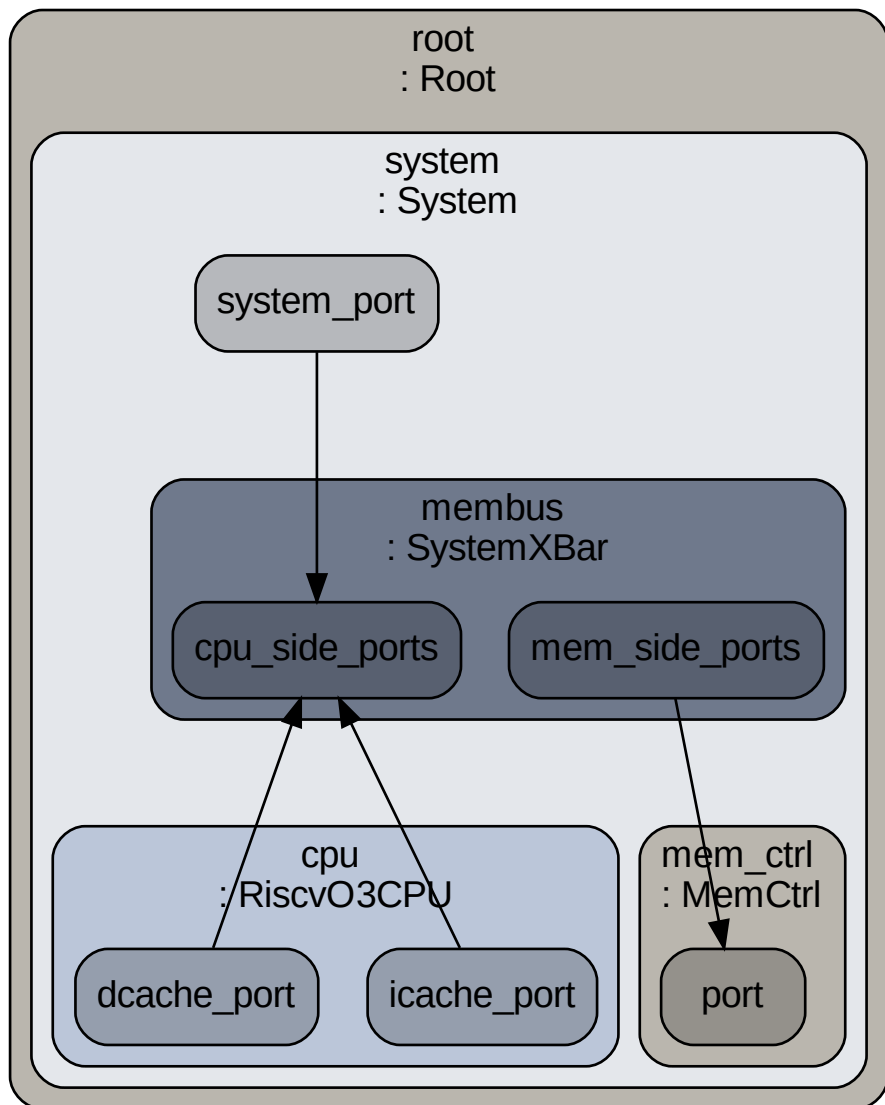 root
: Root
system
: System
system_port
membus
: SystemXBar
cpu_side_ports
mem_side_ports
cpu
: RiscvO3CPU
mem_ctrl
: MemCtrl
dcache_port
icache_port
port